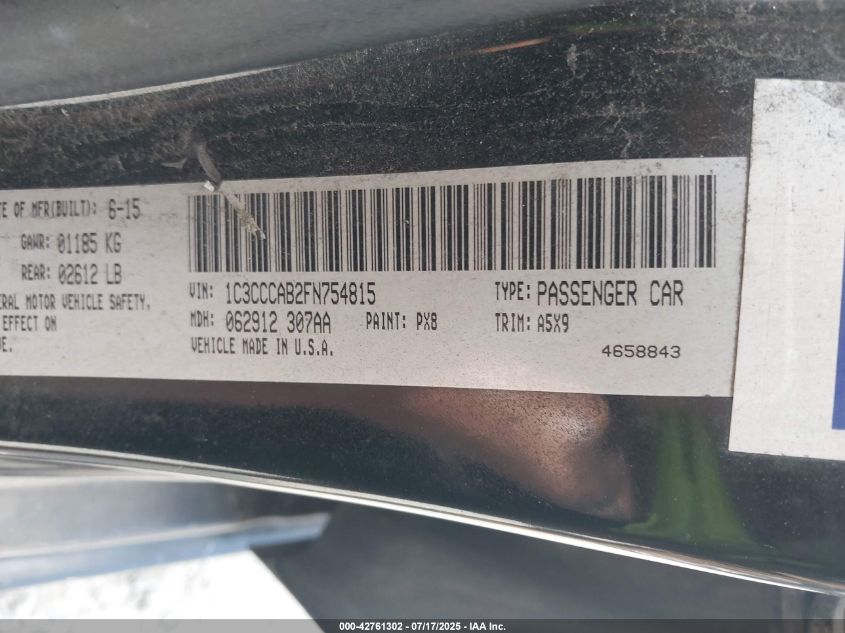 TE OF MFR(BUILT): 6-15
GAWR: 01185 KG
REAR: 02612 LB
ERAL MOTOR VEHICLE SAFETY,
EFFECT ON
E.
VIN: 1C3CCCAB2FN754815
TYPE: PASSENGER CAR
MDH: 062912 307AA
PAINT: PX8
TRIM: A5X9
VEHICLE MADE IN U.S.A.
4658843
000-42761302 - 07/17/2025 - IAA Inc.